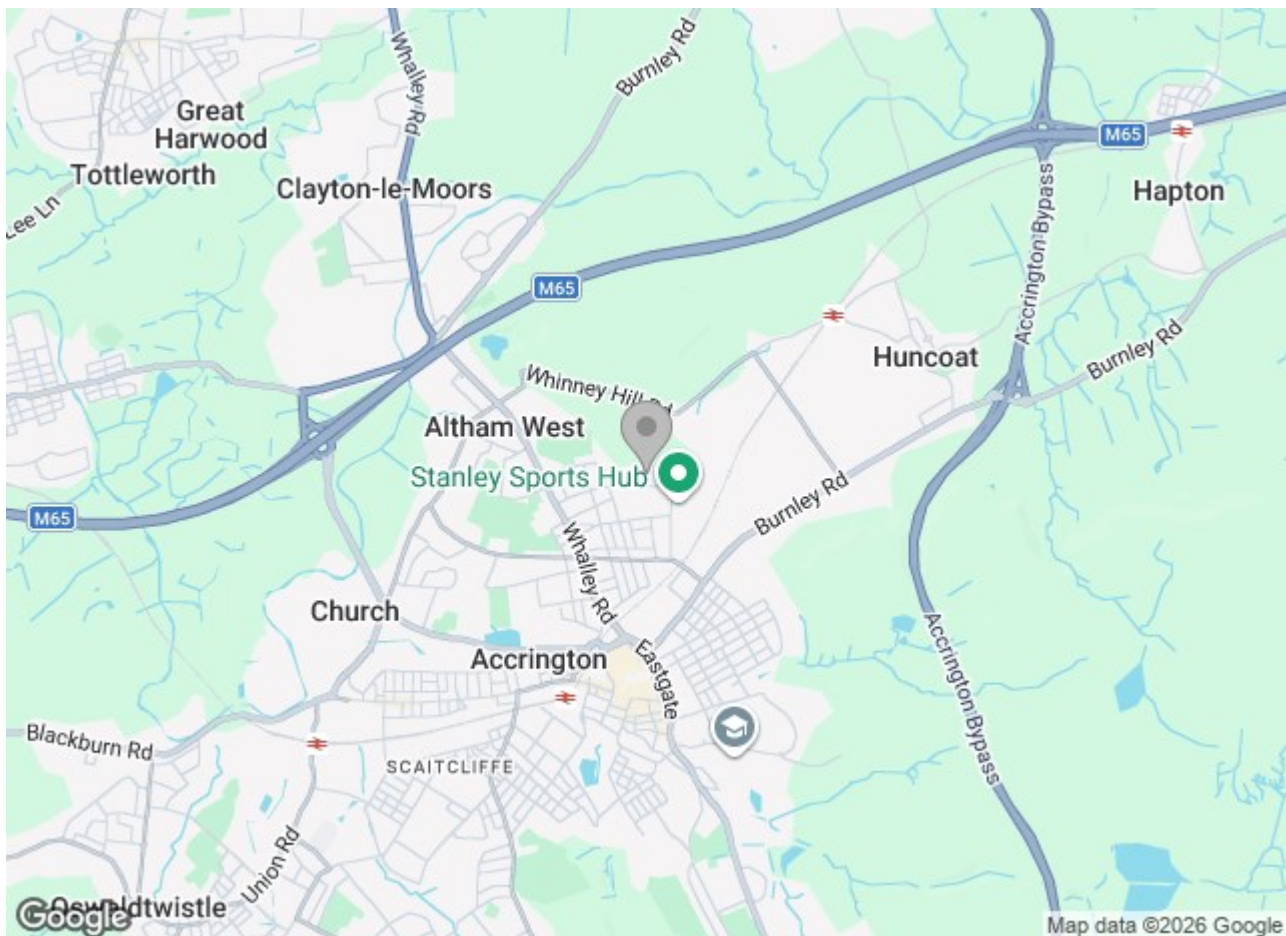 Whalley Rd
Burnley Rd
Great
Harwood
M65
Tottleworth
Clayton-le-Moors
Hapton
Lee Ln
Accrington Bypass
M65
Huncoat
Burnley Rd
Whinney Hill Rd
Altham West
Stanley Sports Hub
M65
Burnley Rd
Whalley Rd
Church
Accrington
Eastgate
Accrington Bypass
Blackburn Rd
SCAITCLIFFE
Union Rd
Oswaldtwistle
Google
Map data ©2026 Google